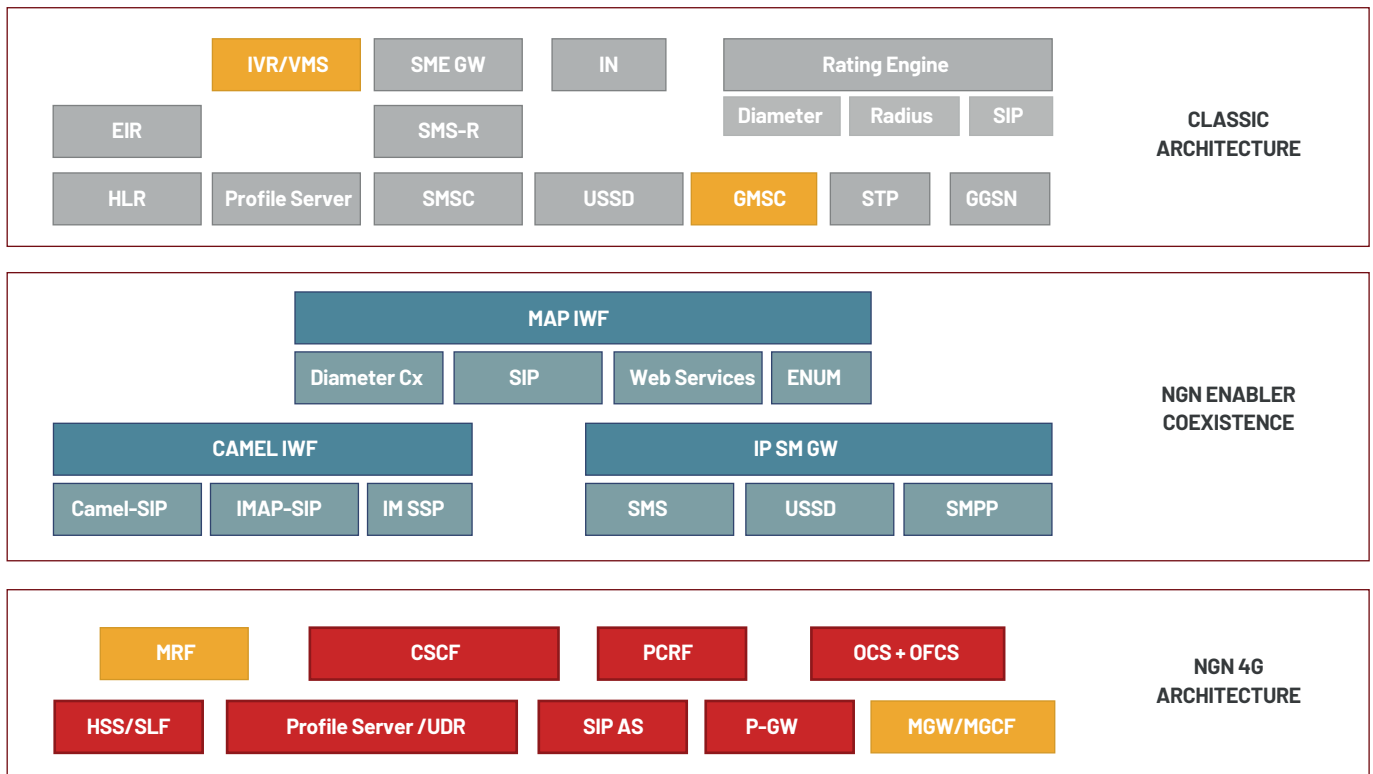 IVR/VMS
SME GW
IN
Rating Engine
Diameter
Radius
SIP
EIR
SMS-R
CLASSIC
ARCHITECTURE
HLR
Profile Server
SMSC
USSD
GMSC
STP
GGSN
MAP IWF
Diameter Cx
SIP
Web Services
ENUM
NGN ENABLER
COEXISTENCE
CAMEL IWF
IP SM GW
Camel-SIP
IMAP-SIP
IM SSP
SMS
USSD
SMPP
MRF
CSCF
PCRF
OCS + OFCS
NGN 4G
ARCHITECTURE
HSS/SLF
Profile Server /UDR
SIP AS
P-GW
MGW/MGCF